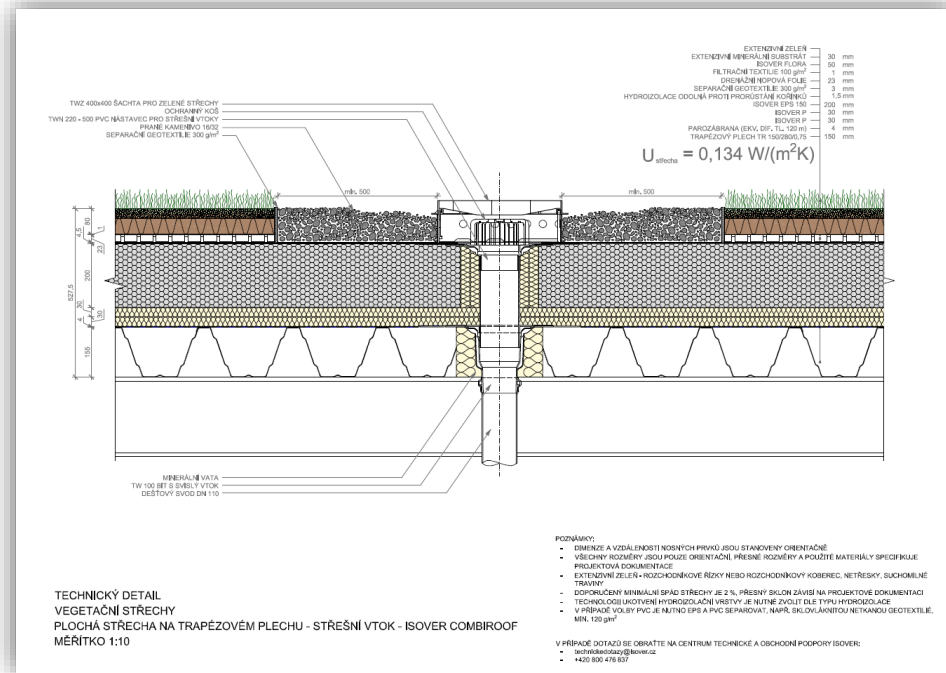 EXTENZIVNÍ ZELEŇ
EXTENZIVNÍ MINERÁLNÍ SUBSTRÁT 30 mm
ISOVER FLORA 50 mm
FILTRAČNÍ TEXTILIE 100 g/m² 1 mm
DRENÁŽNÍ NOPOVÁ FOLIE 23 mm
SEPARAČNÍ GEOTEXTILIE 300 g/m² 3 mm
HYDROIZOLACE ODOLNÁ PROTI PRORŮSTÁNÍ KOŘÍNKŮ 1,5 mm
ISOVER EPS 150 200 mm
ISOVER P 30 mm
ISOVER P 30 mm
PAROZÁBRANA (EKV. DIF. TL. 120 m) 4 mm
TRAPÉZOVÝ PLECH TR 150/280/0,75 150 mm
U střecha = 0,134 W/(m²K)
TWZ 400x400 ŠACHTA PRO ZELENÉ STŘECHY
OCHRANNÝ KOŠ
TWN 220 - 500 PVC NÁSTAVEC PRO STŘEŠNÍ VTOKY
PRANÉ KAMENIVO 16/32
SEPARAČNÍ GEOTEXTILIE 300 g/m²
min. 500
min. 500
80
1
4,5
23
200
527,5
30
30
4
155
MINERÁLNÍ VATA
TW 100 BIT S SVISLÝ VTOK
DEŠŤOVÝ SVOD DN 110
TECHNICKÝ DETAIL
VEGETAČNÍ STŘECHY
PLOCHÁ STŘECHA NA TRAPÉZOVÉM PLECHU - STŘEŠNÍ VTOK - ISOVER COMBIROOF
MĚŘÍTKO 1:10
POZNÁMKY:
- DIMENZE A VZDÁLENOSTI NOSNÝCH PRVKŮ JSOU STANOVENY ORIENTAČNĚ
- VŠECHNY ROZMĚRY JSOU POUZE ORIENTAČNÍ, PŘESNÉ ROZMĚRY A POUŽITÉ MATERIÁLY SPECIFIKUJE
PROJEKTOVÁ DOKUMENTACE
- EXTENZIVNÍ ZELEŇ = ROZCHODNÍKOVÉ ŘÍZKY NEBO ROZCHODNÍKOVÝ KOBEREC, NETŘESKY, SUCHOMILNÉ
TRAVINY
- DOPORUČENÝ MINIMÁLNÍ SPÁD STŘECHY JE 2 %, PŘESNÝ SKLON ZÁVISÍ NA PROJEKTOVÉ DOKUMENTACI
- TECHNOLOGII UKOTVENÍ HYDROIZOLAČNÍ VRSTVY JE NUTNÉ ZVOLIT DLE TYPU HYDROIZOLACE
- V PŘÍPADĚ VOLBY PVC JE NUTNO EPS A PVC SEPAROVAT, NAPŘ. SKLOVLÁKNITOU NETKANOU GEOTEXTILIÍ,
MIN. 120 g/m²
V PŘÍPADĚ DOTAZŮ SE OBRAŤTE NA CENTRUM TECHNICKÉ A OBCHODNÍ PODPORY ISOVER:
- technickedotazy@isover.cz
- +420 800 476 837